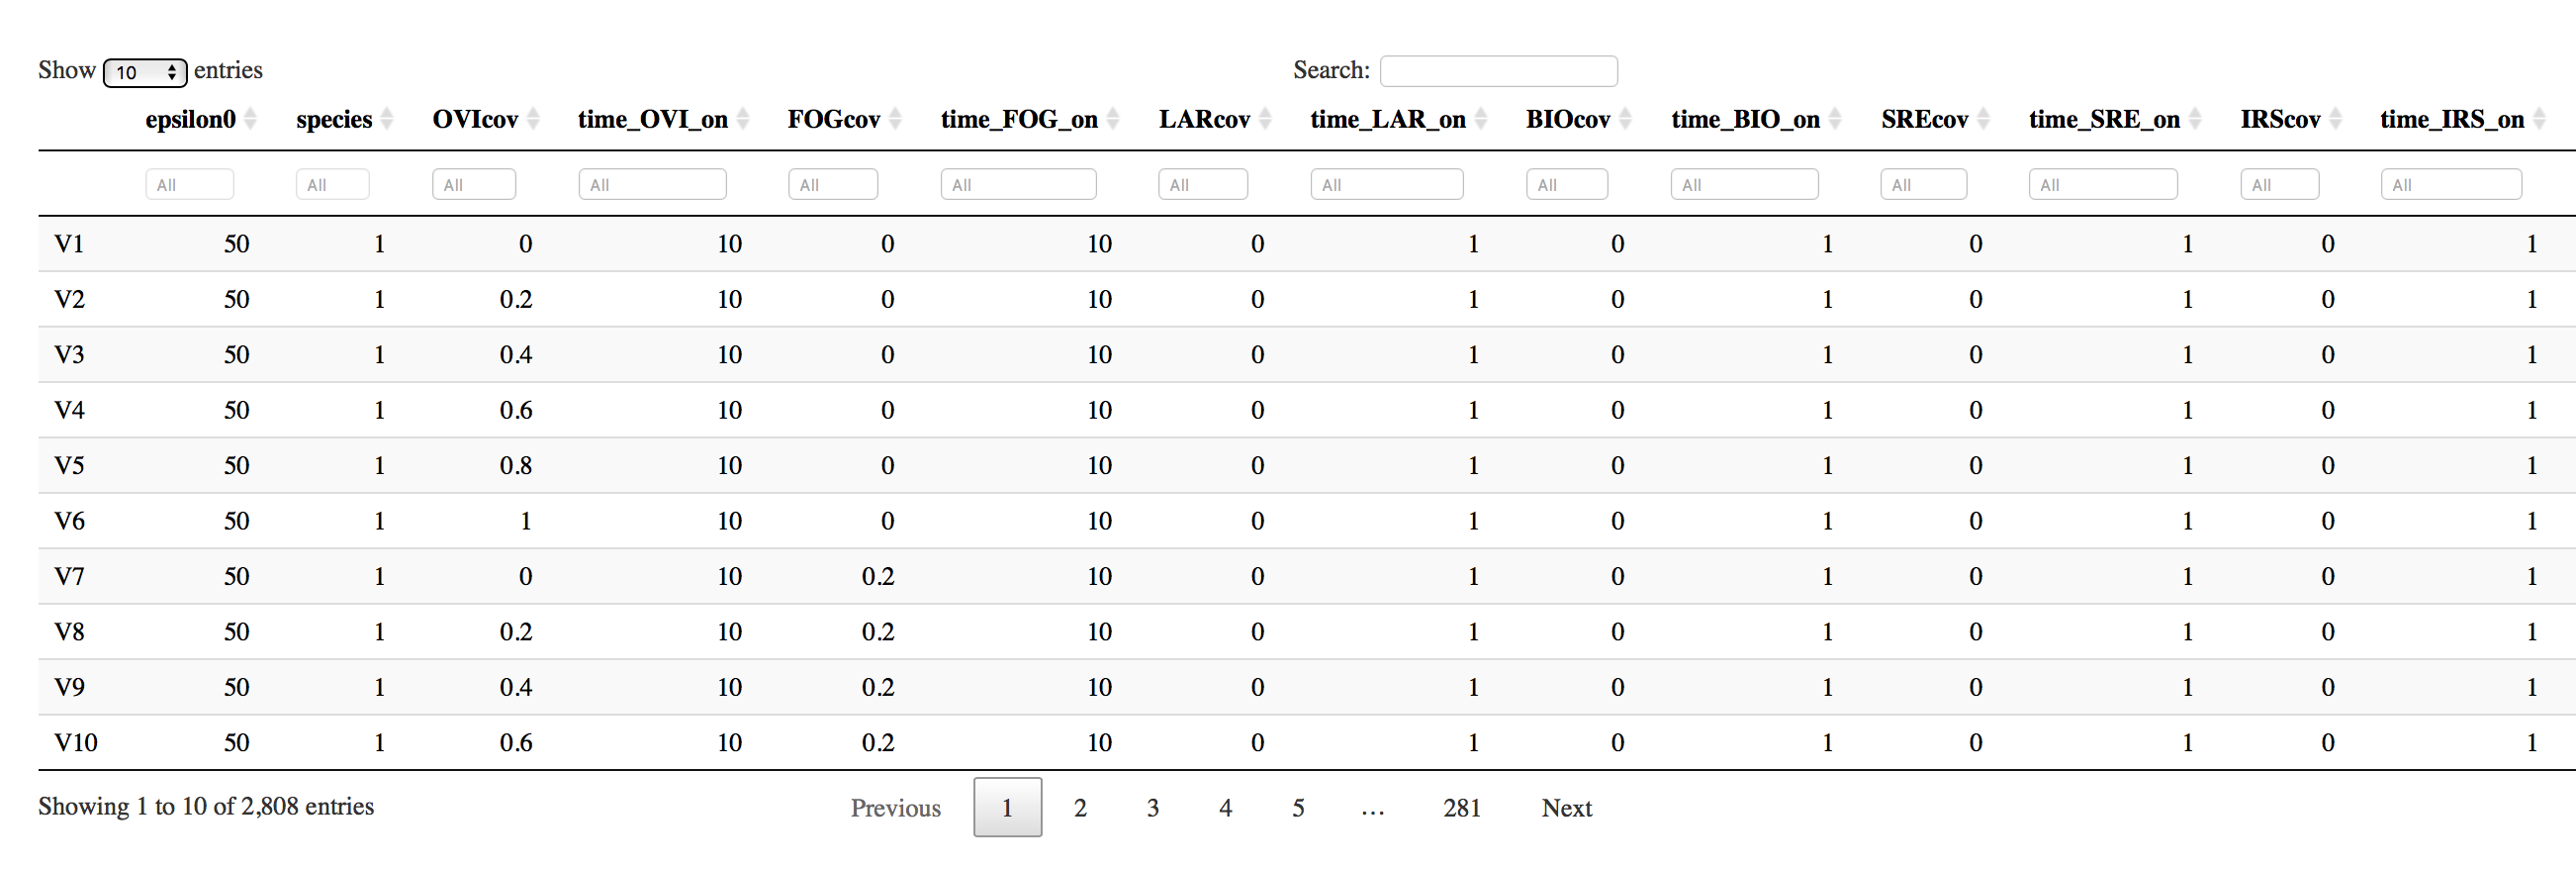 Show 10 entries Search:
epsilon0 species OVIcov time_OVI_on FOGcov time_FOG_on LARcov time_LAR_on BIOcov time_BIO_on SREcov time_SRE_on IRScov time_IRS_on
All All All All All All All All All All All All All All
V1 50 1 0 10 0 10 0 1 0 1 0 1 0 1
V2 50 1 0.2 10 0 10 0 1 0 1 0 1 0 1
V3 50 1 0.4 10 0 10 0 1 0 1 0 1 0 1
V4 50 1 0.6 10 0 10 0 1 0 1 0 1 0 1
V5 50 1 0.8 10 0 10 0 1 0 1 0 1 0 1
V6 50 1 1 10 0 10 0 1 0 1 0 1 0 1
V7 50 1 0 10 0.2 10 0 1 0 1 0 1 0 1
V8 50 1 0.2 10 0.2 10 0 1 0 1 0 1 0 1
V9 50 1 0.4 10 0.2 10 0 1 0 1 0 1 0 1
V10 50 1 0.6 10 0.2 10 0 1 0 1 0 1 0 1
Showing 1 to 10 of 2,808 entries Previous 1 2 3 4 5 … 281 Next